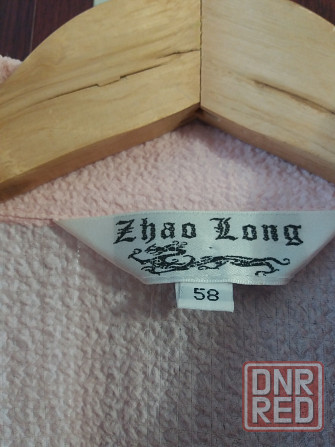 Zhao Long
58
DNR
RED